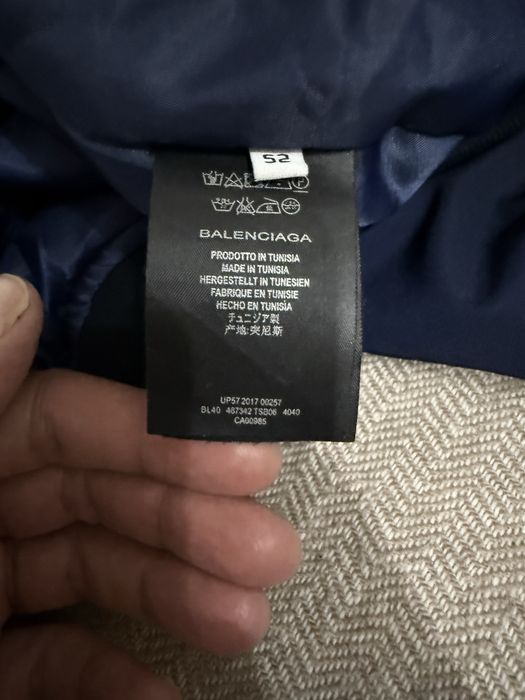 52
BALENCIAGA
PRODOTTO IN TUNISIA
MADE IN TUNISIA
HERGESTELLT IN TUNESIEN
FABRIQUE EN TUNISIE
HECHO EN TUNISIA
チュニジア製
产地:突尼斯
UP57 2017 00257
BL40 487342 TSB06 4040
CA00985